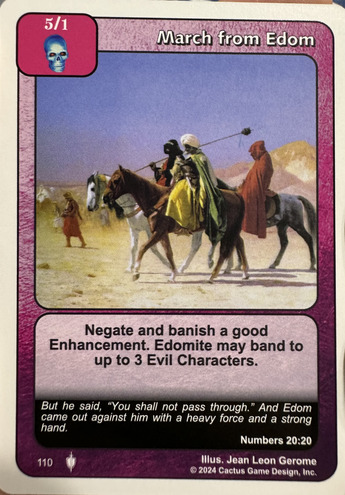 5/1
March from Edom
Negate and banish a good
Enhancement. Edomite may band to
up to 3 Evil Characters.
But he said, "You shall not pass through." And Edom
came out against him with a heavy force and a strong
hand.
Numbers 20:20
110
Illus. Jean Leon Gerome
© 2024 Cactus Game Design, Inc.